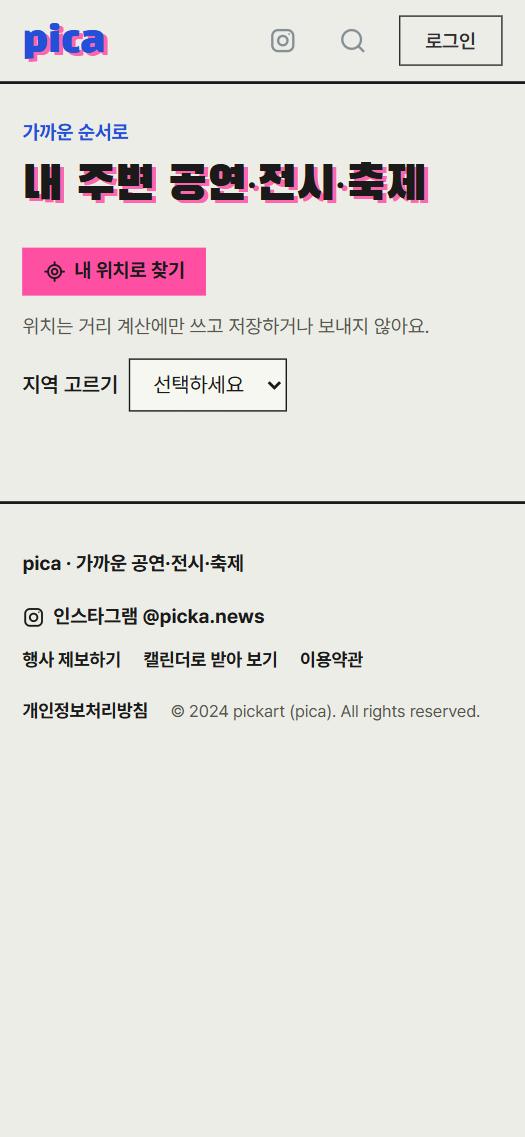 pica
로그인
가까운 순서로
내 주변 공연·전시·축제
내 위치로 찾기
위치는 거리 계산에만 쓰고 저장하거나 보내지 않아요.
지역 고르기 선택하세요
pica · 가까운 공연·전시·축제
인스타그램 @picka.news
행사 제보하기 캘린더로 받아 보기 이용약관
개인정보처리방침 © 2024 pickart (pica). All rights reserved.